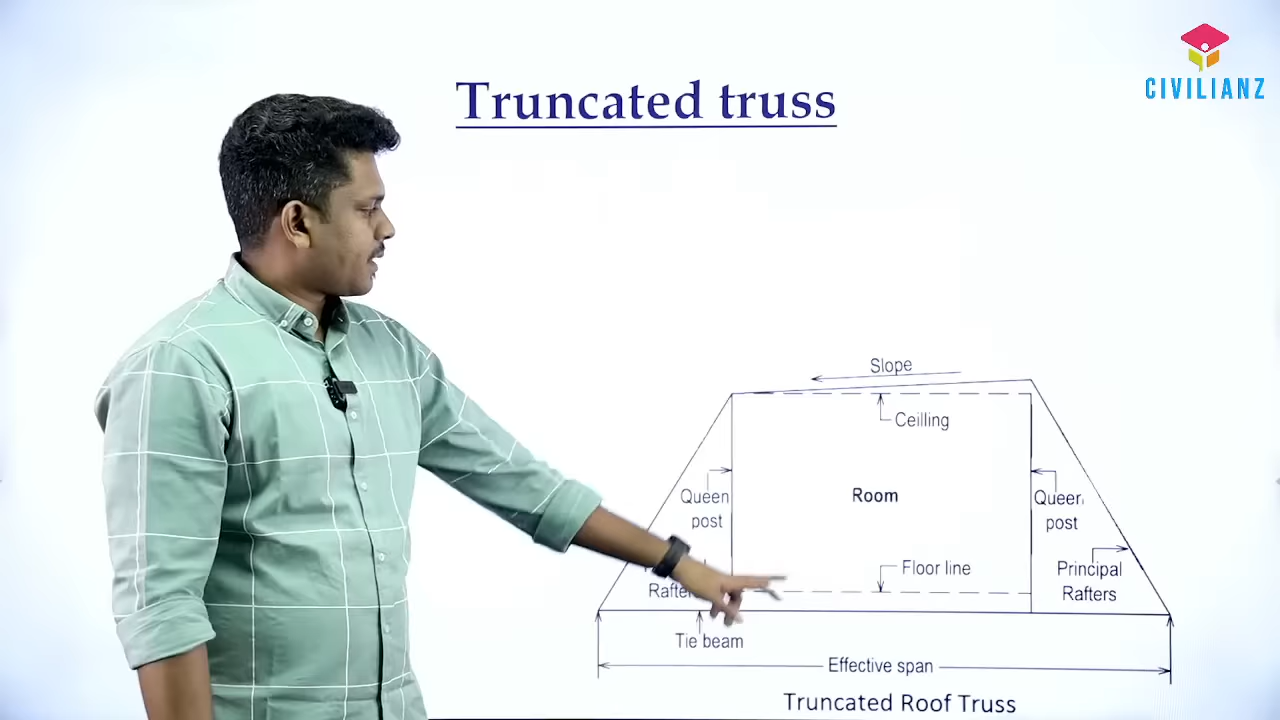 CIVILIANZ
Truncated truss
Slope
Ceilling
Queen
post
Room
Queen
post
Floor line
Principal
Rafters
Tie beam
Effective span
Truncated Roof Truss